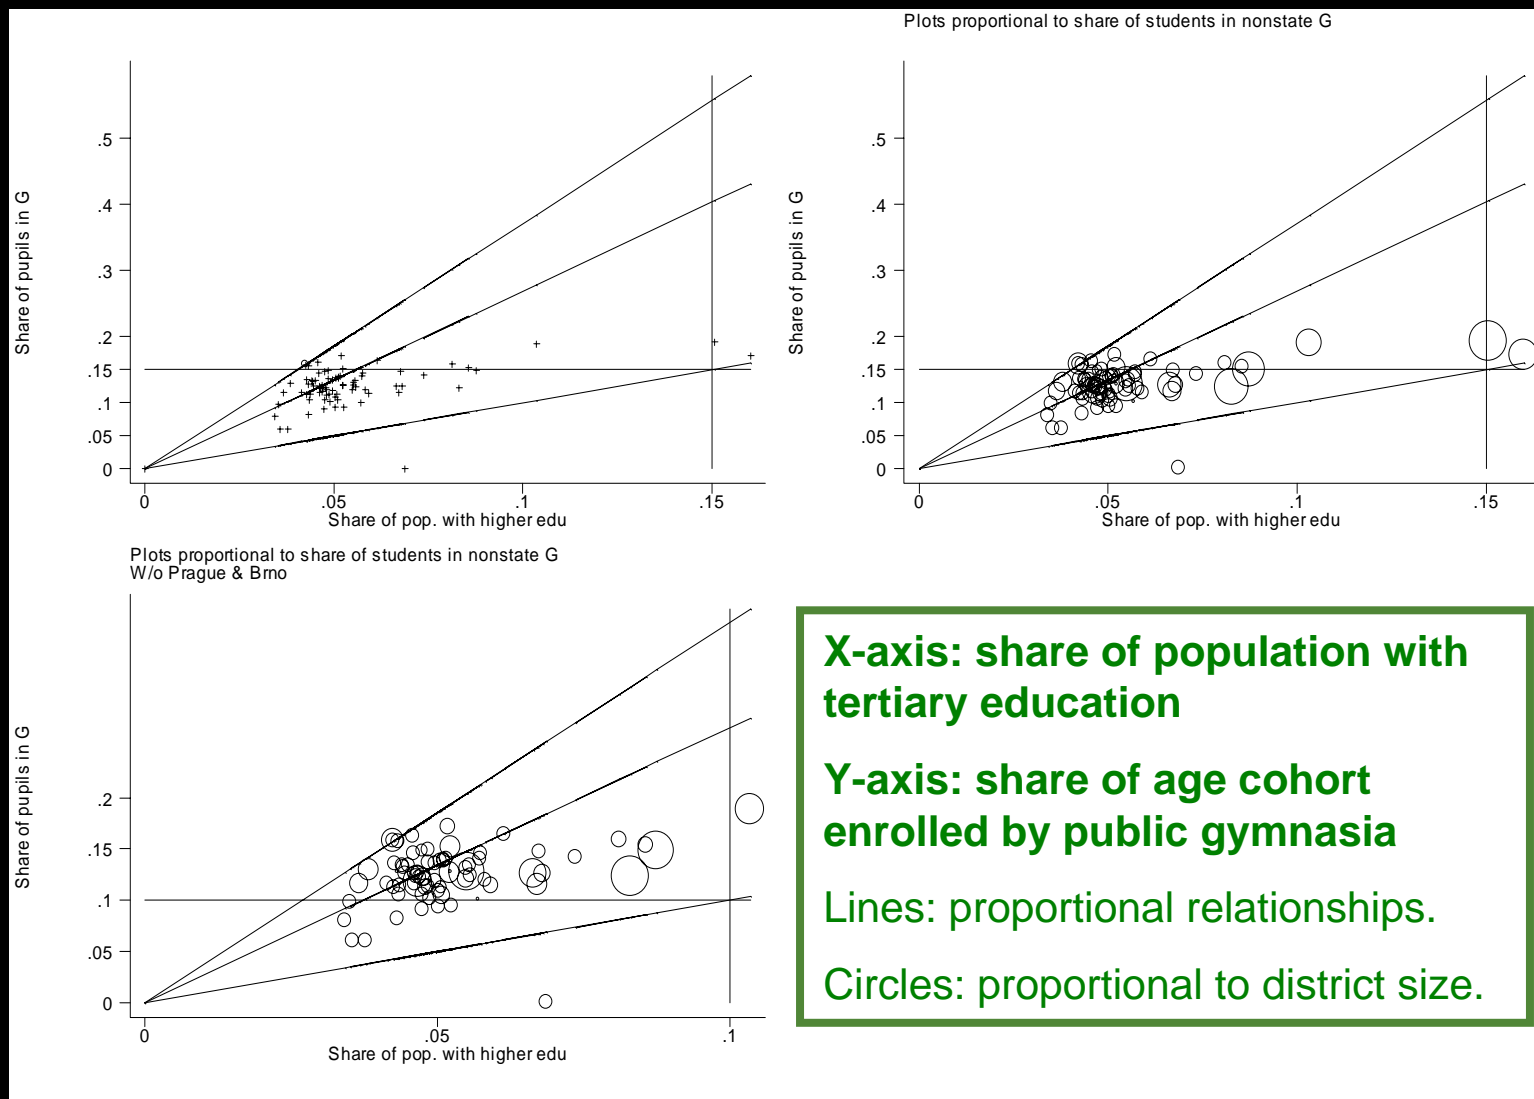 Share of pupils in G
.5
.4
.3
.2
.15
.1
.05
0
0
.05
.1
.15
Share of pop. with higher edu
Plots proportional to share of students in nonstate G
Share of pupils in G
.5
.4
.3
.2
.15
.1
.05
0
0
.05
.1
.15
Share of pop. with higher edu
Plots proportional to share of students in nonstate G
W/o Prague & Brno
Share of pupils in G
.2
.15
.1
.05
0
0
.05
.1
Share of pop. with higher edu
X-axis: share of population with
tertiary education
Y-axis: share of age cohort
enrolled by public gymnasia
Lines: proportional relationships.
Circles: proportional to district size.